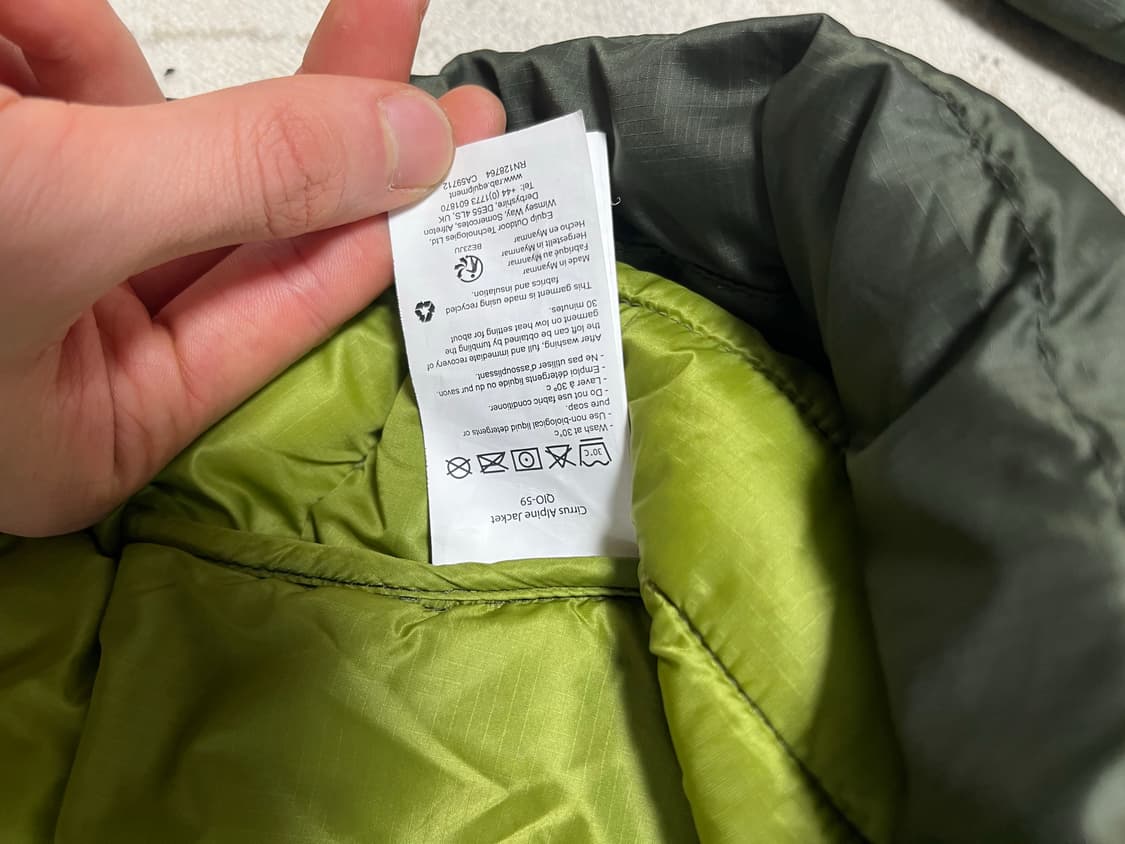 Cirrus Alpine Jacket
QIO-59
30°C
- Wash at 30°c
- Use non-biological liquid detergents or
pure soap.
- Do not use fabric conditioner.
- Laver à 30°c
- Emploi détergents liquide ou du pur savon.
- Ne pas utiliser d'assouplissant.
After washing, full and immediate recovery of
the loft can be obtained by tumbling the
garment on low heat setting for about
30 minutes.
This garment is made using recycled
fabrics and insulation.
Made in Myanmar
Fabriqué au Myanmar
Hergestellt in Myanmar
Hecho en Myanmar
BE23JU
Equip Outdoor Technologies Ltd,
Wimsey Way, Somercotes, Alfreton
Derbyshire, DE55 4LS, UK
Tel: +44 (0)1773 601870
www.rab.equipment
RN128764 CA59712